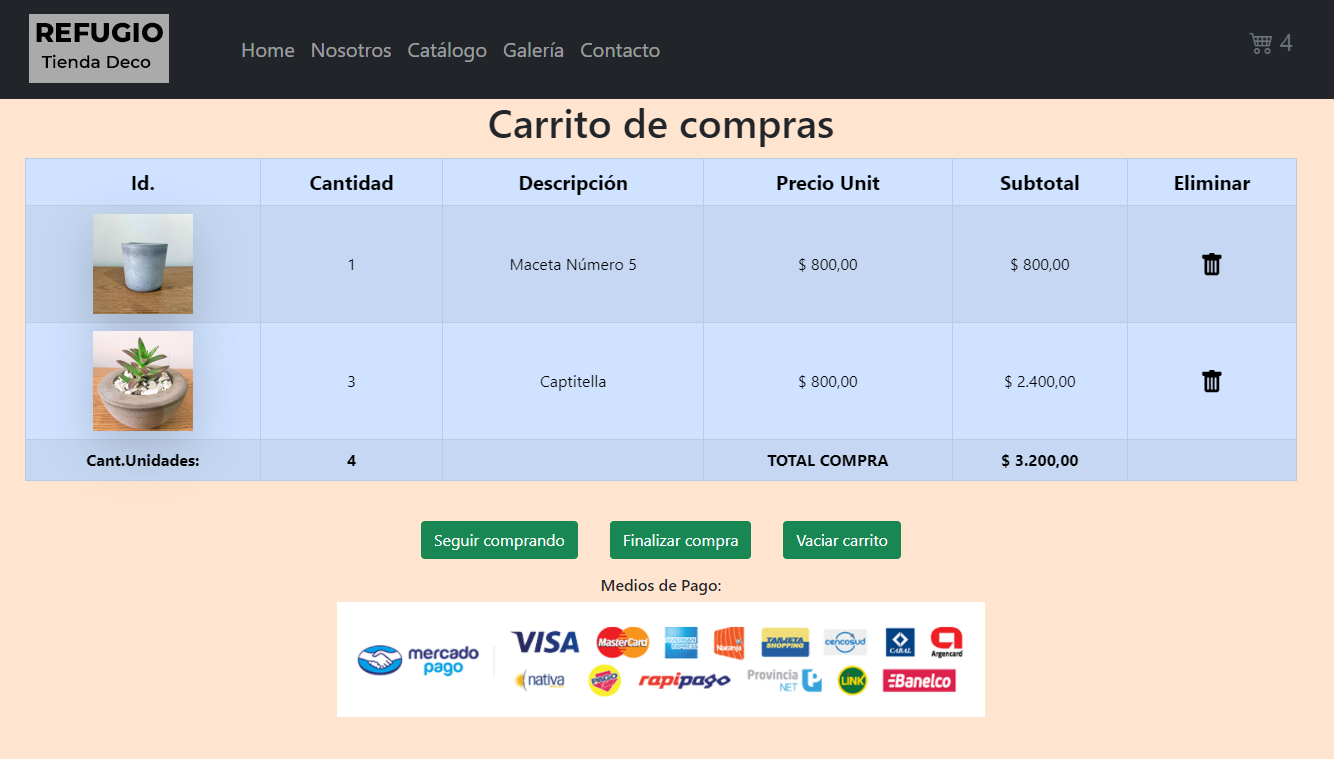 REFUGIO
Tienda Deco
Home Nosotros Catálogo Galería Contacto
4
Carrito de compras
Id. Cantidad Descripción Precio Unit Subtotal Eliminar
1 Maceta Número 5 $ 800,00 $ 800,00
3 Captitella $ 800,00 $ 2.400,00
Cant.Unidades: 4 TOTAL COMPRA $ 3.200,00
Seguir comprando Finalizar compra Vaciar carrito
Medios de Pago:
mercado pago
VISA MasterCard AMERICAN EXPRESS Naranja TARJETA SHOPPING cencosud CABAL Argencard
nativa PAGO rapipago Provincia NET LINK Banelco